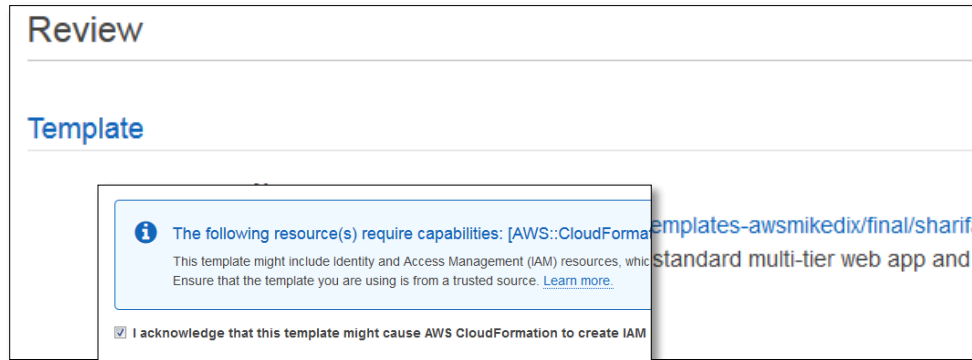 Review
Template
emplates-awsmikedix/final/sharif
standard multi-tier web app and
The following resource(s) require capabilities: [AWS::CloudForma
This template might include Identity and Access Management (IAM) resources, whic
Ensure that the template you are using is from a trusted source. Learn more.
I acknowledge that this template might cause AWS CloudFormation to create IAM